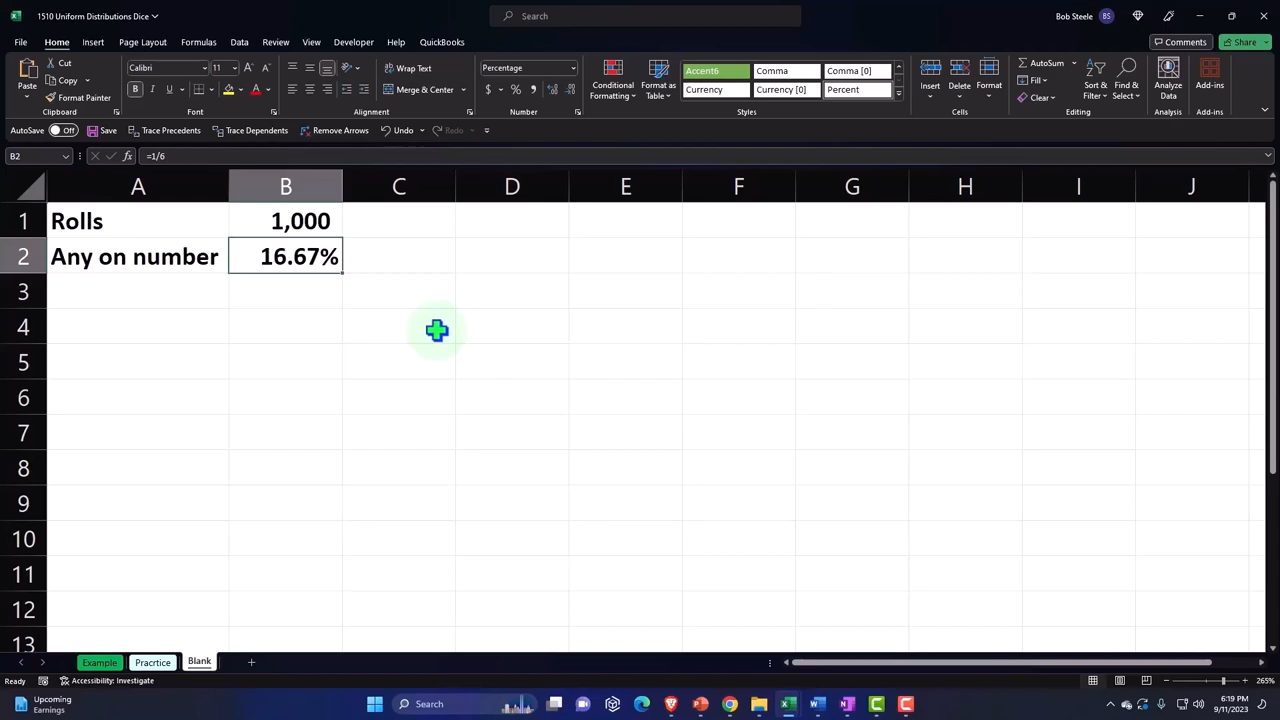 1510 Uniform Distributions Dice
Search
Bob Steele BS
File Home Insert Page Layout Formulas Data Review View Developer Help QuickBooks
Comments Share
Paste
Cut
Copy
Format Painter
Calibri 11
Wrap Text
Merge & Center
Percentage
Conditional Formatting
Format as Table
Accent6 Comma Comma [0]
Currency Currency [0] Percent
Insert Delete Format
AutoSum
Fill
Clear
Sort & Filter
Find & Select
Analyze Data
Add-ins
Clipboard Font Alignment Number Styles Cells Editing Analysis Add-ins
AutoSave Off Save Trace Precedents Trace Dependents Remove Arrows Undo Redo
B2 fx =1/6
A B C D E F G H I J
1 Rolls 1,000
2 Any on number 16.67%
3
4
5
6
7
8
9
10
11
12
13
Example Pracrtice Blank
Ready Accessibility: Investigate 265%
Upcoming
Earnings
Search
6:19 PM
9/11/2023